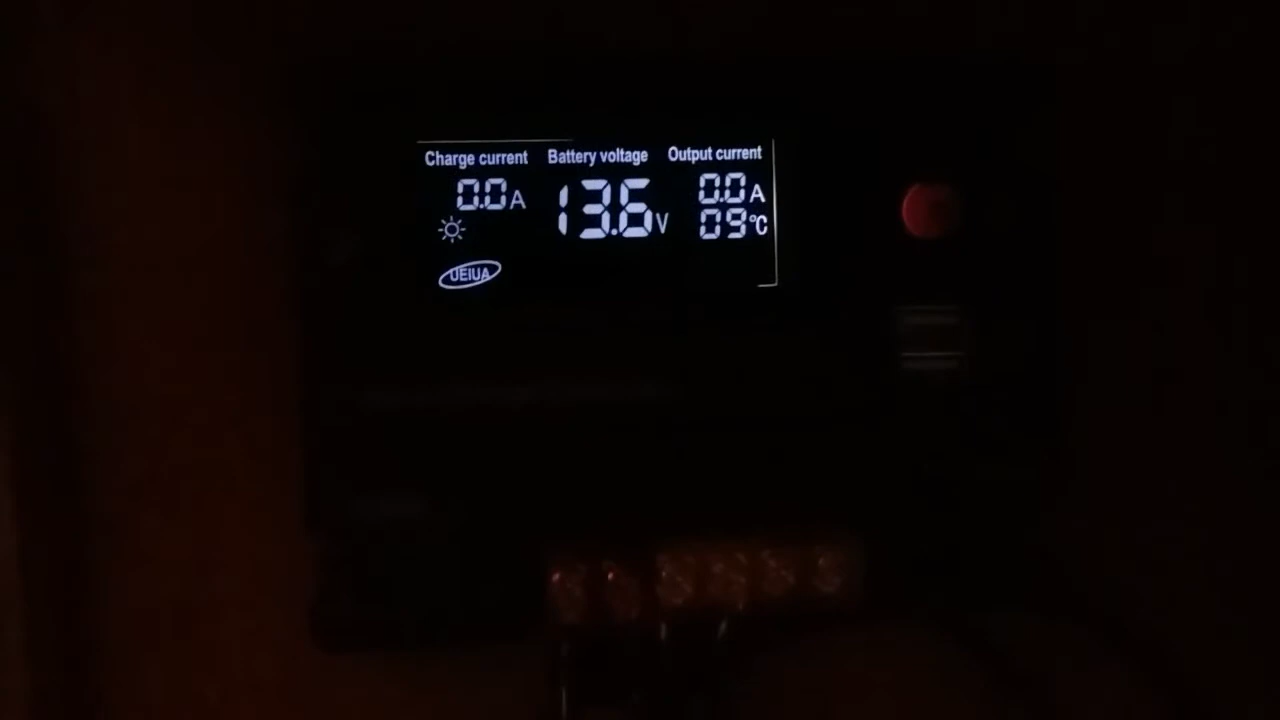 Charge current Battery voltage Output current
0.0A 13.6V 0.0A
09°C
UEIUA